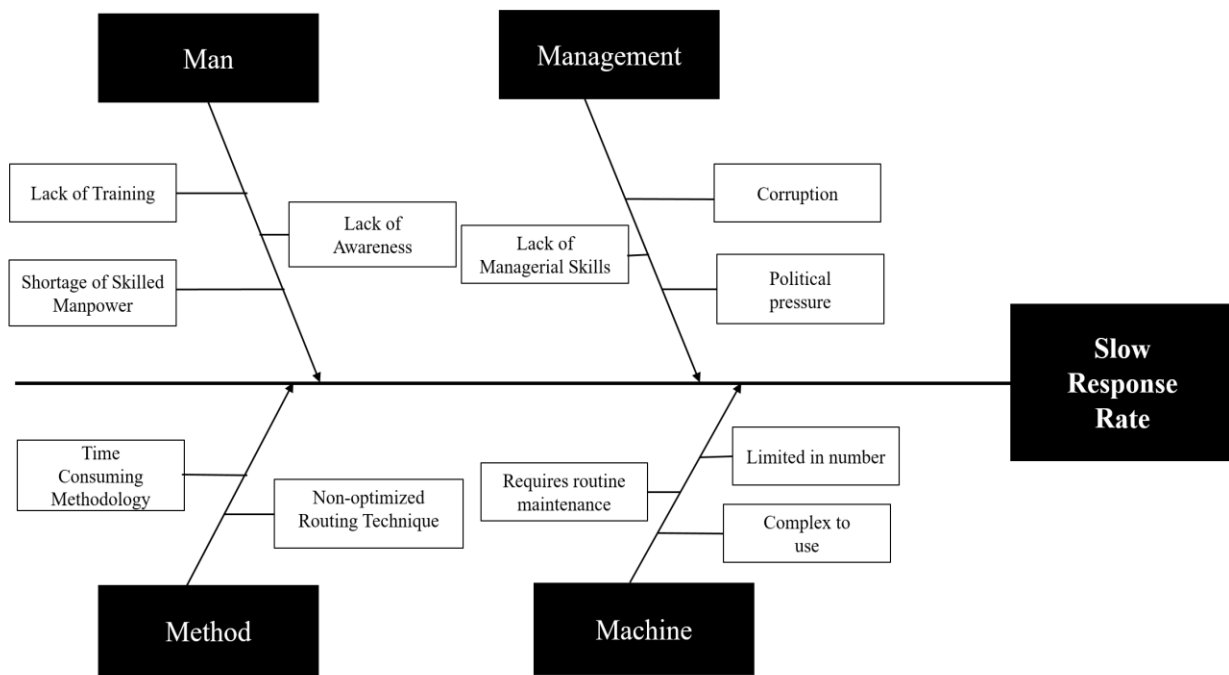 Man
Management
Lack of Training
Lack of
Awareness
Shortage of Skilled
Manpower
Corruption
Lack of
Managerial Skills
Political
pressure
Slow
Response
Rate
Time
Consuming
Methodology
Non-optimized
Routing Technique
Limited in number
Requires routine
maintenance
Complex to
use
Method
Machine